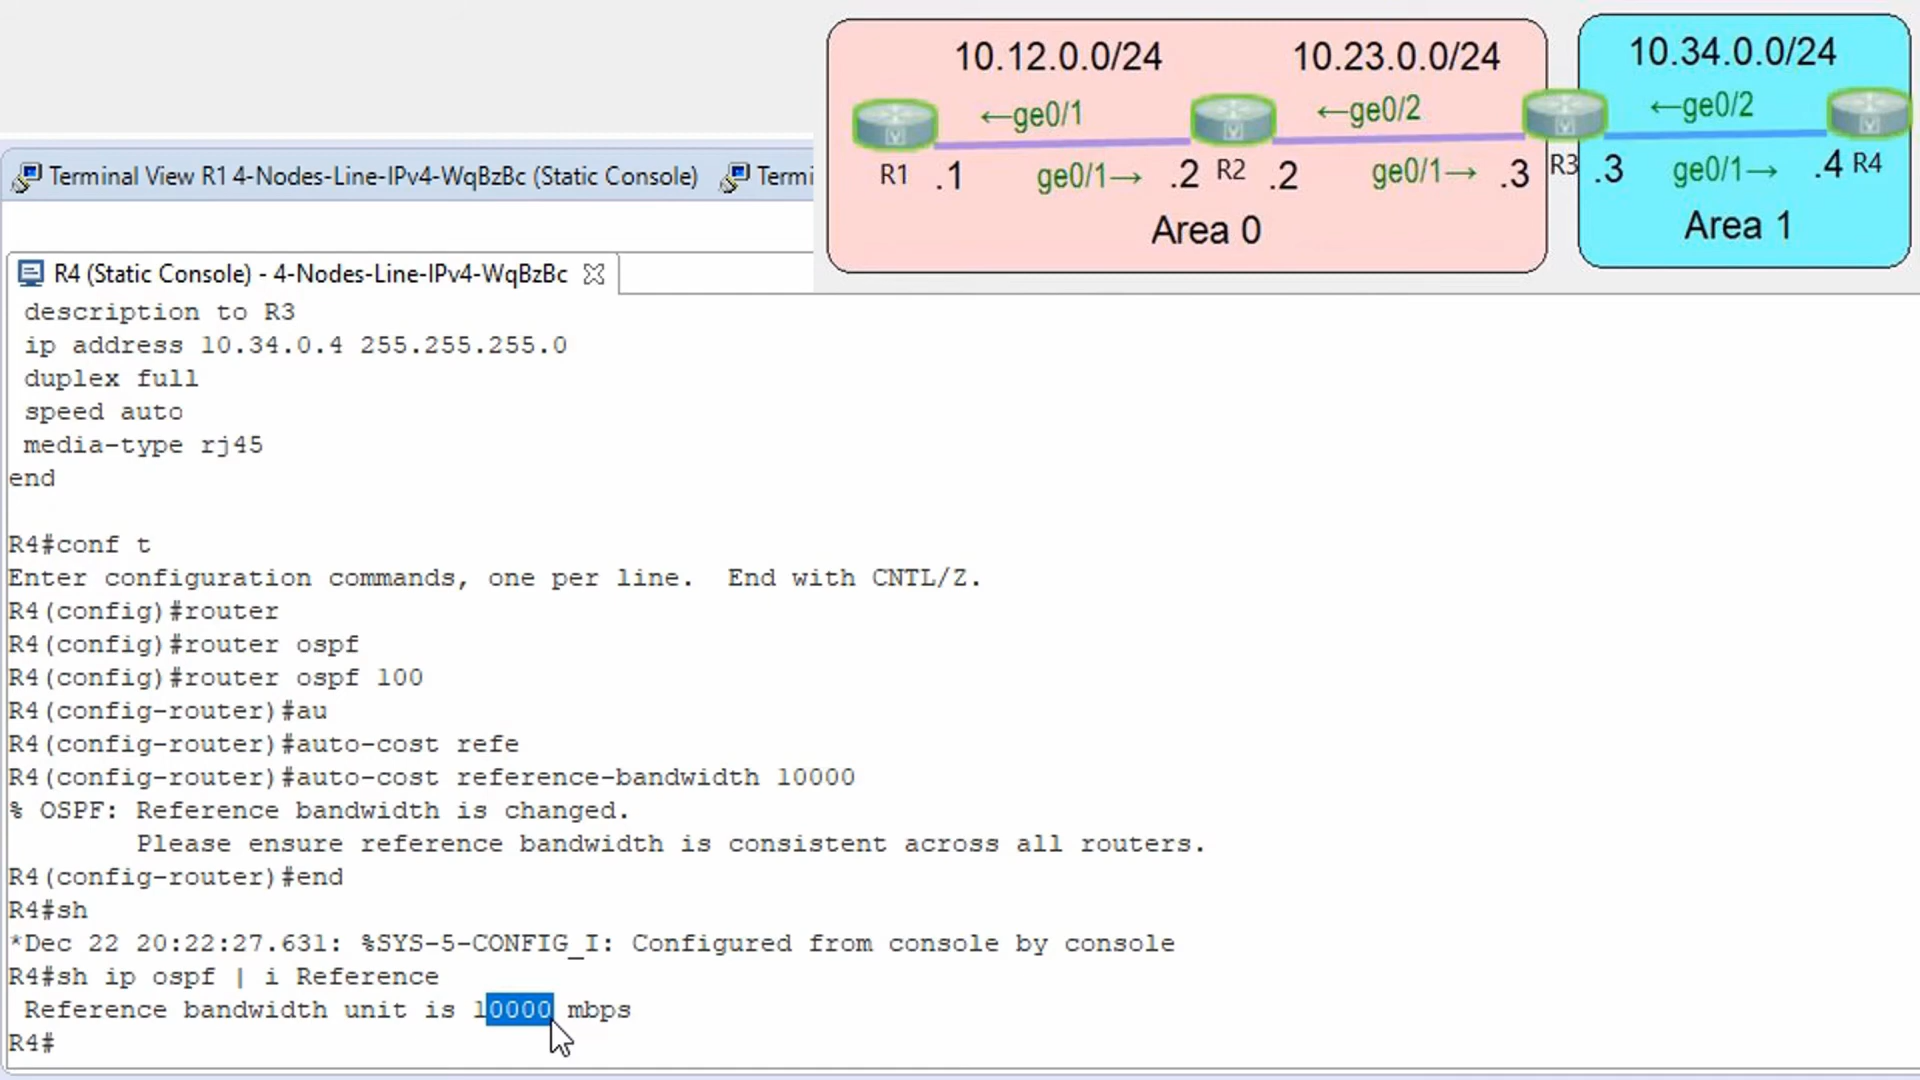 10.12.0.0/24
10.23.0.0/24
10.34.0.0/24
←ge0/1
←ge0/2
←ge0/2
R1
.1
ge0/1→
.2
R2
.2
ge0/1→
.3
R3
.3
ge0/1→
.4
R4
Area 0
Area 1
Terminal View R1 4-Nodes-Line-IPv4-WqBzBc (Static Console)
Termi
R4 (Static Console) - 4-Nodes-Line-IPv4-WqBzBc
description to R3
ip address 10.34.0.4 255.255.255.0
duplex full
speed auto
media-type rj45
end
R4#conf t
Enter configuration commands, one per line.  End with CNTL/Z.
R4(config)#router
R4(config)#router ospf
R4(config)#router ospf 100
R4(config-router)#au
R4(config-router)#auto-cost refe
R4(config-router)#auto-cost reference-bandwidth 10000
% OSPF: Reference bandwidth is changed.
Please ensure reference bandwidth is consistent across all routers.
R4(config-router)#end
R4#sh
*Dec 22 20:22:27.631: %SYS-5-CONFIG_I: Configured from console by console
R4#sh ip ospf | i Reference
Reference bandwidth unit is 10000 mbps
R4#